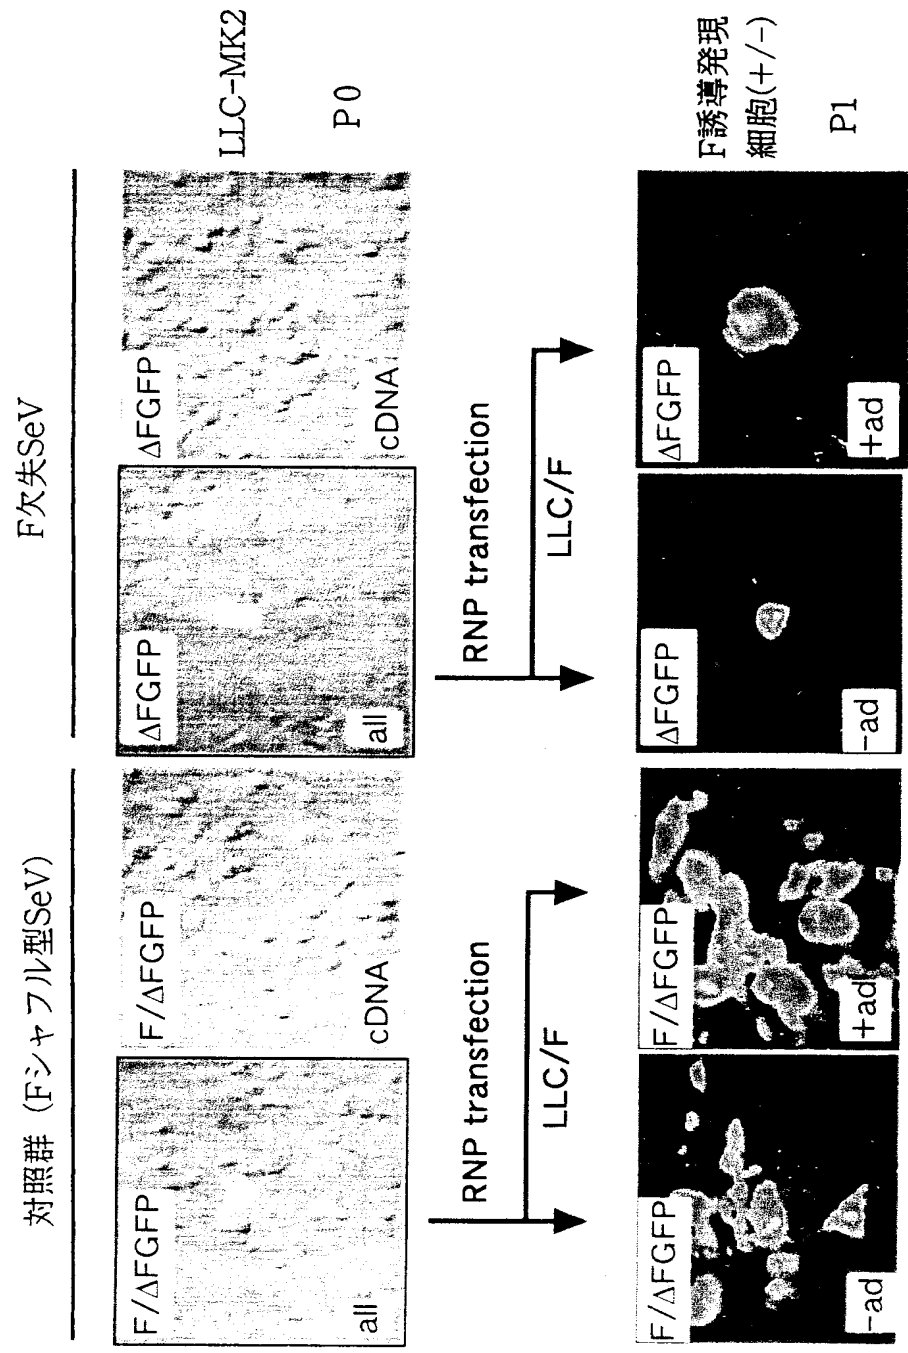 対照群 (Fシャフル型SeV)
F欠失SeV
F/ΔFGFP
all
F/ΔFGFP
cDNA
ΔFGFP
all
ΔFGFP
cDNA
LLC-MK2
P0
RNP transfection
LLC/F
RNP transfection
LLC/F
F/ΔFGFP
-ad
F/ΔFGFP
+ad
ΔFGFP
-ad
ΔFGFP
+ad
F誘導発現
細胞(+/-)
P1